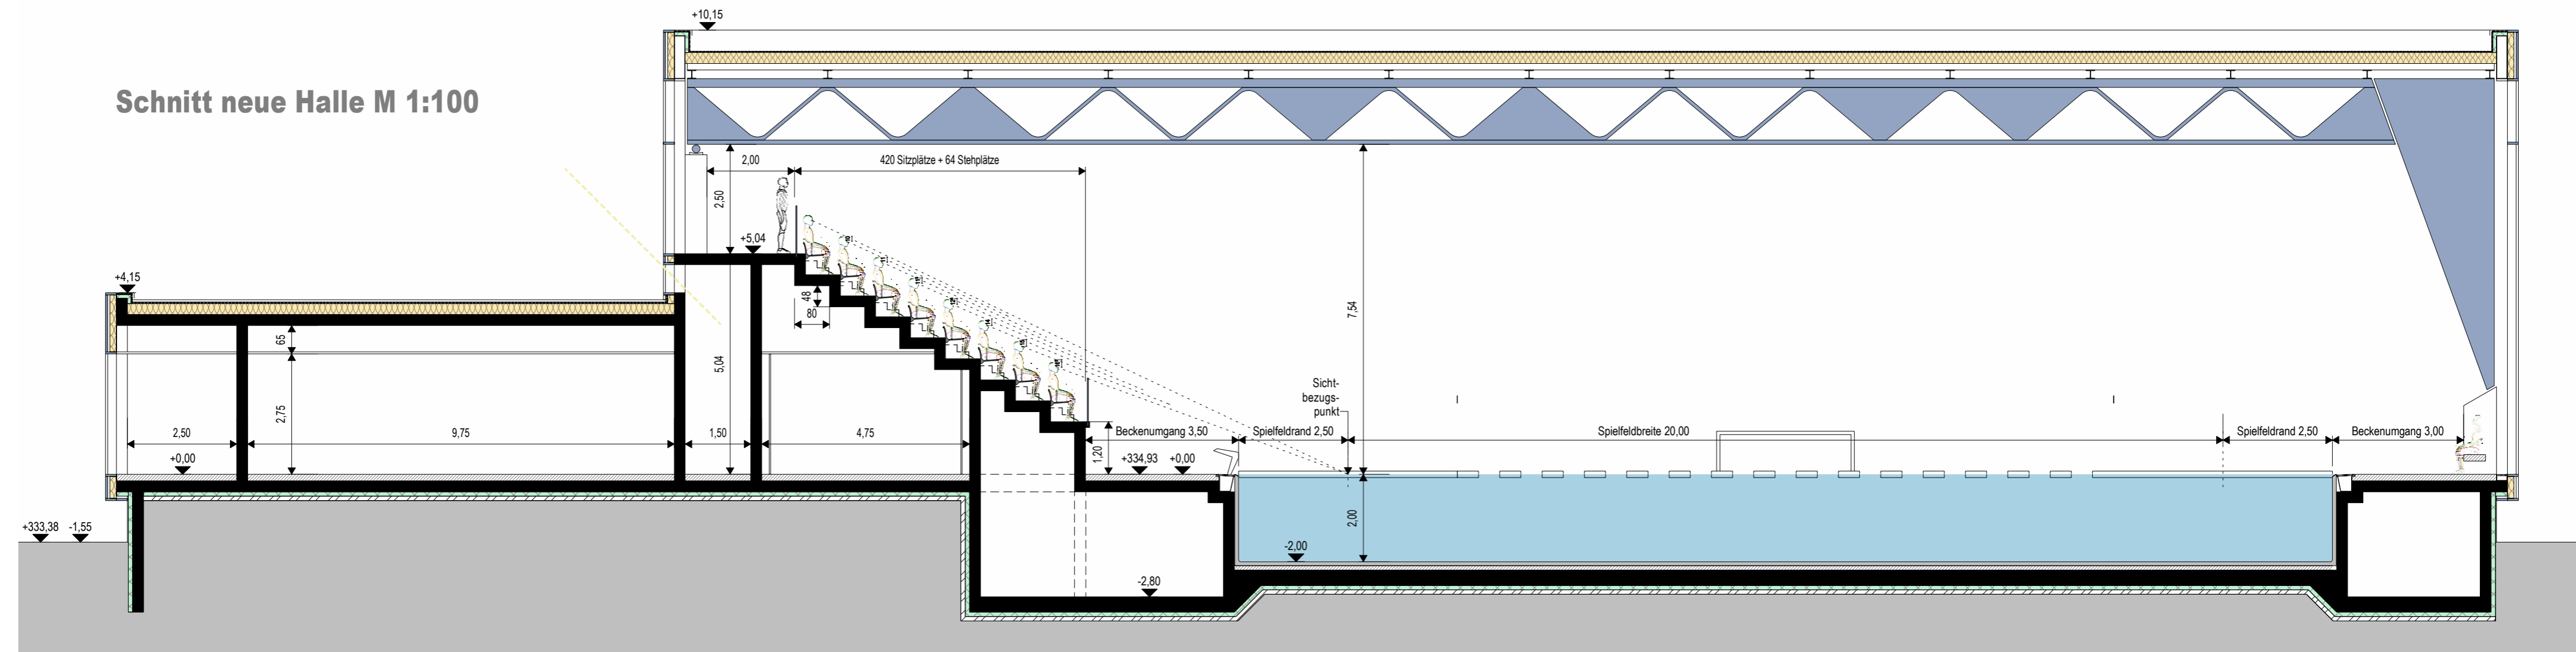 +10,15
Schnitt neue Halle M 1:100
2,00
420 Sitzplätze + 64 Stehplätze
2,50
+5,04
+4,15
48
80
65
5,04
7,54
2,75
Sicht-
bezugs-
punkt
2,50
9,75
1,50
4,75
Beckenumgang 3,50
Spielfeldrand 2,50
Spielfeldbreite 20,00
Spielfeldrand 2,50
Beckenumgang 3,00
1,20
+0,00
+334,93
+0,00
+333,38
-1,55
2,00
-2,00
-2,80